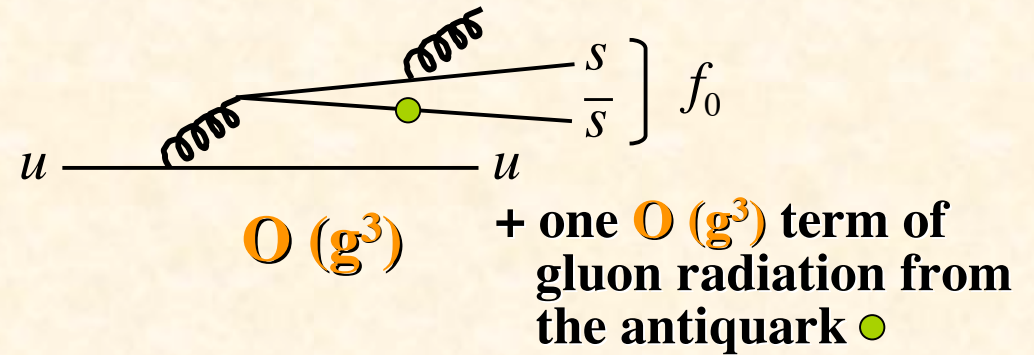 s
s̅
f₀
u
u
O (g³)
+ one O (g³) term of
gluon radiation from
the antiquark